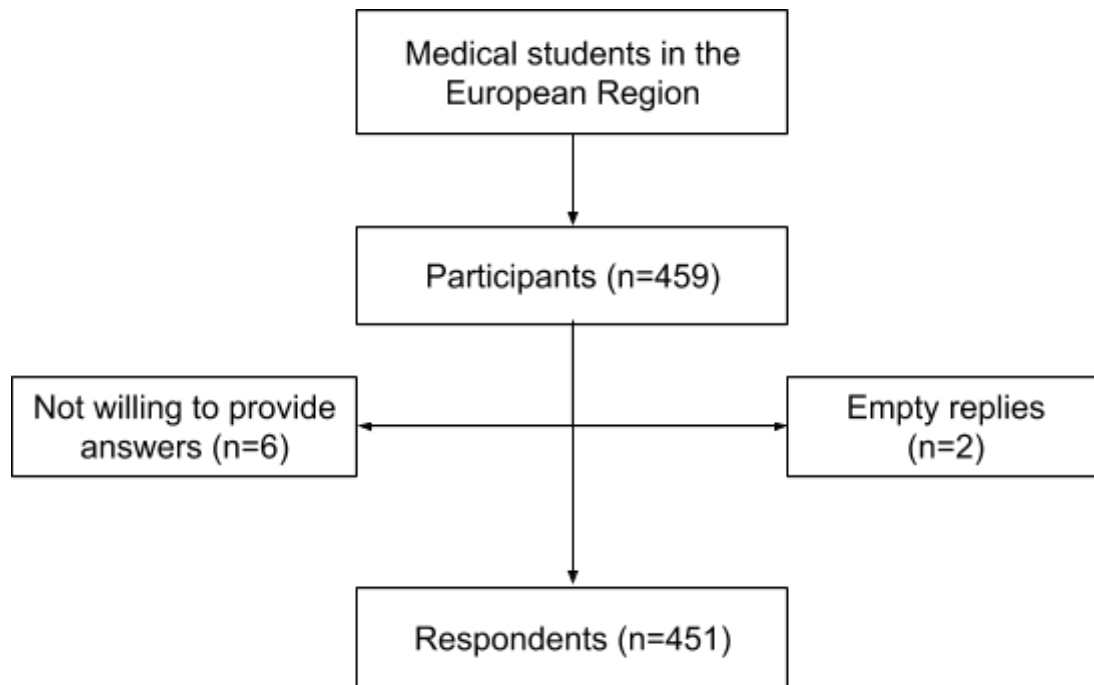 Medical students in the
European Region
Participants (n=459)
Not willing to provide
answers (n=6)
Empty replies
(n=2)
Respondents (n=451)